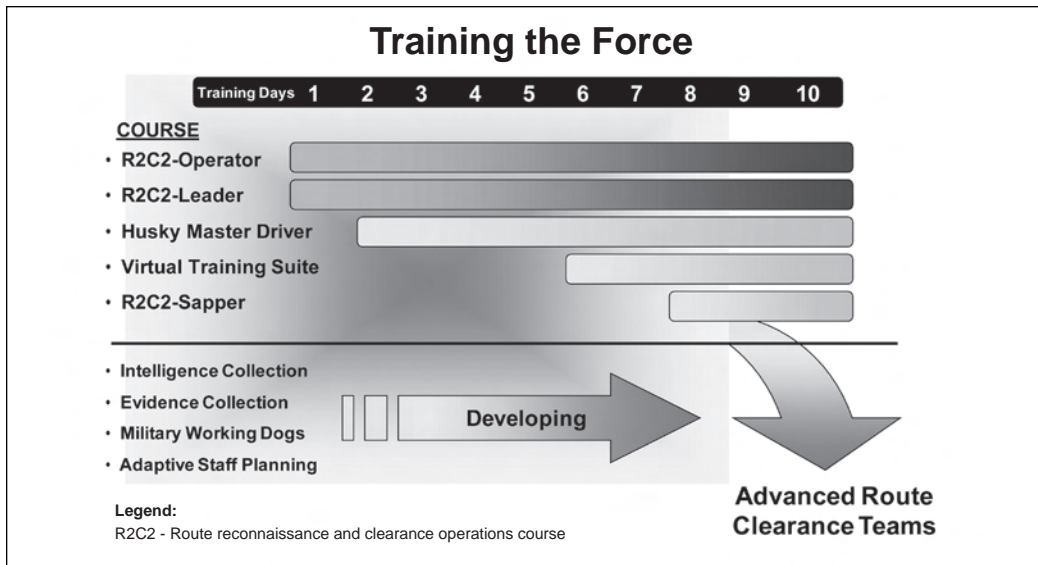 Training the Force
Training Days 1 2 3 4 5 6 7 8 9 10
COURSE
• R2C2-Operator
• R2C2-Leader
• Husky Master Driver
• Virtual Training Suite
• R2C2-Sapper
• Intelligence Collection
• Evidence Collection
• Military Working Dogs
• Adaptive Staff Planning
Developing
Advanced Route
Clearance Teams
Legend:
R2C2 - Route reconnaissance and clearance operations course